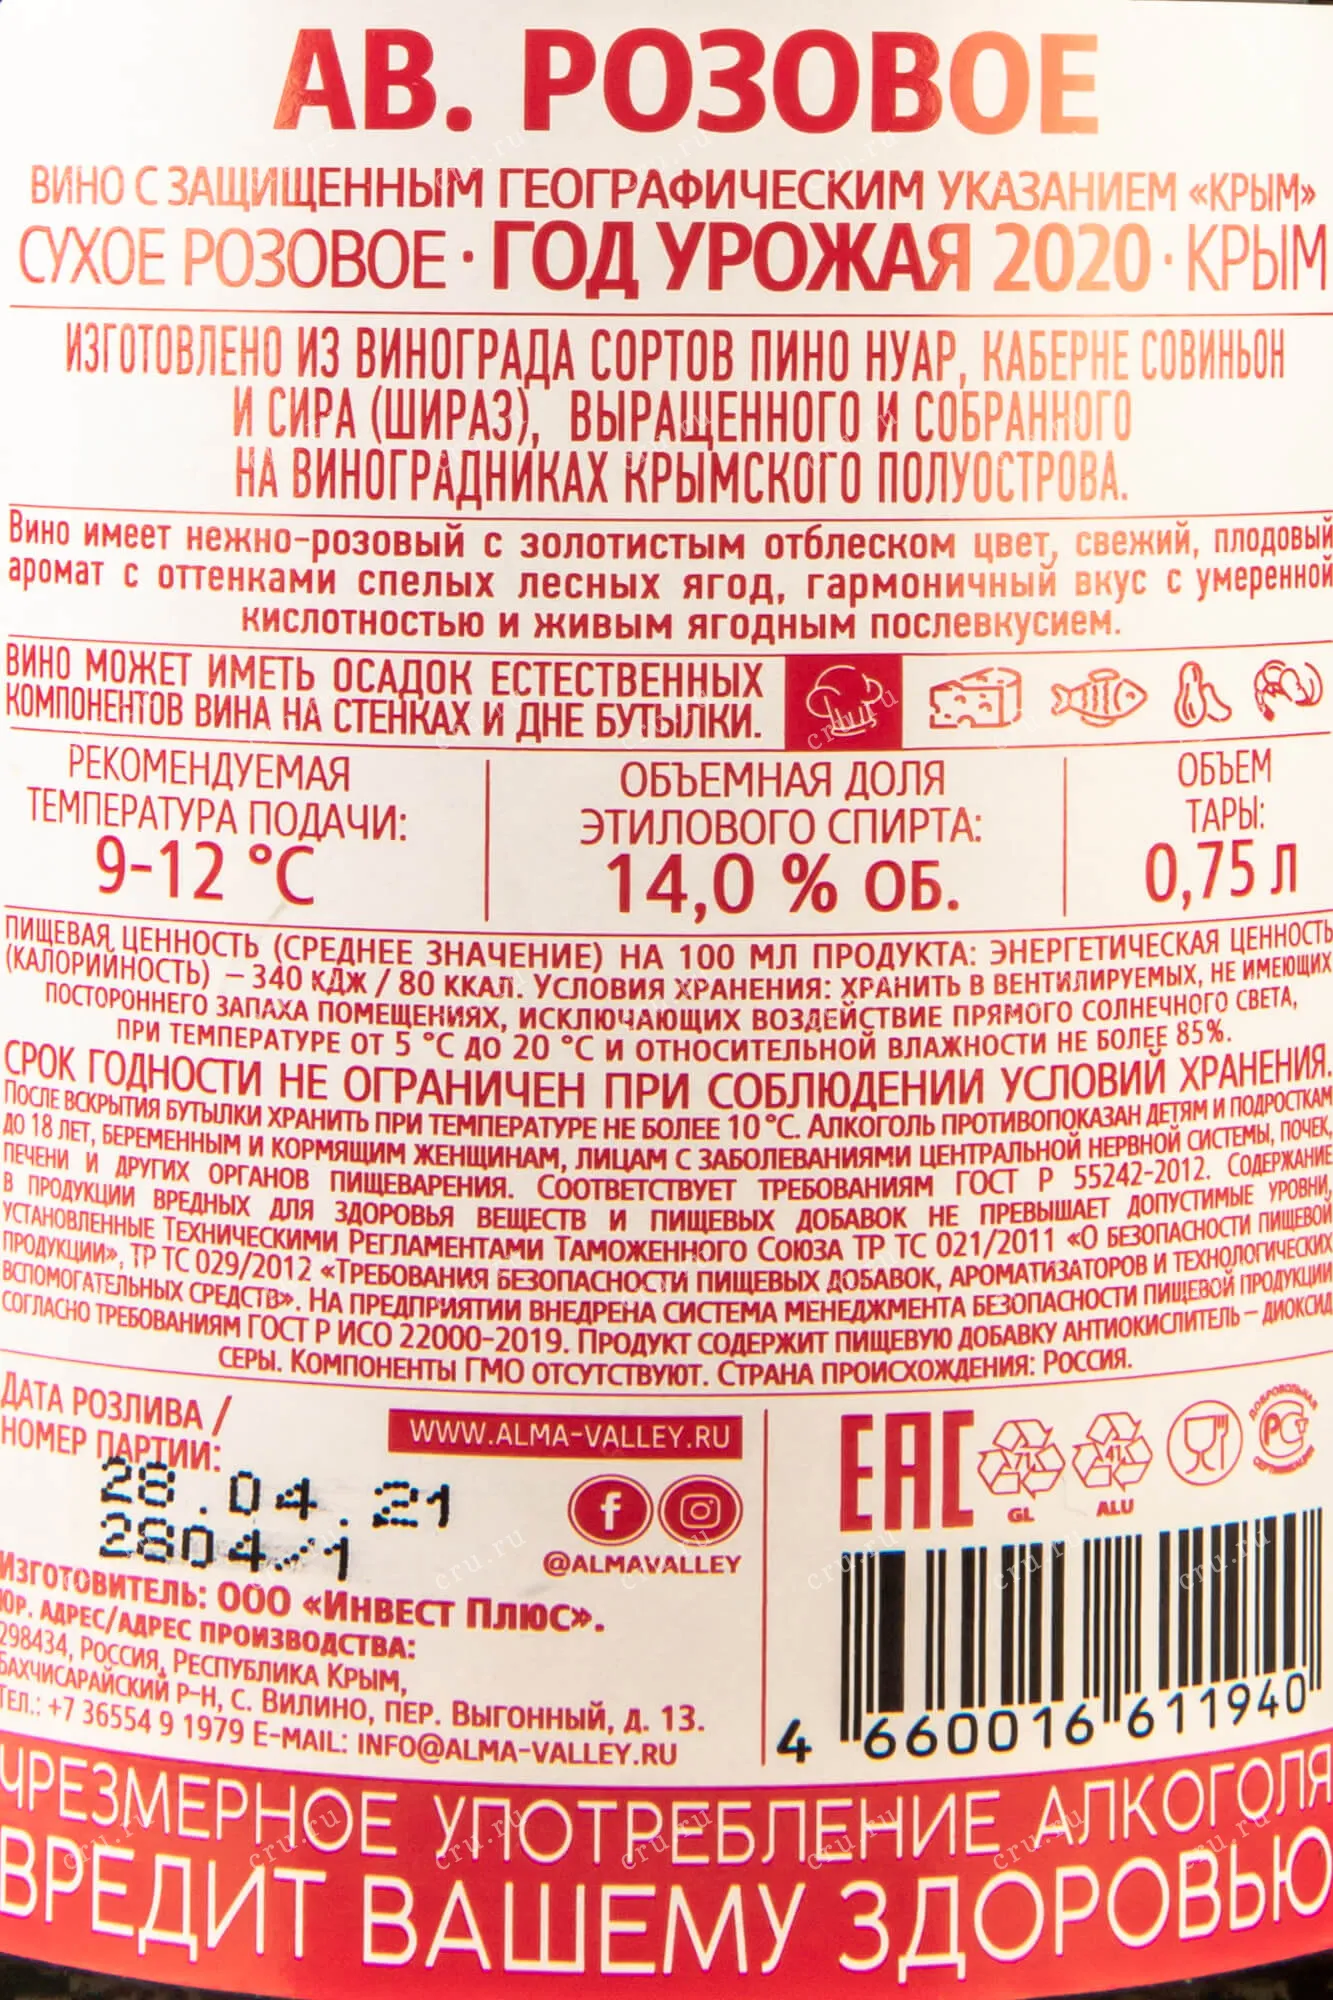 АВ. РОЗОВОЕ
ВИНО С ЗАЩИЩЕННЫМ ГЕОГРАФИЧЕСКИМ УКАЗАНИЕМ «КРЫМ»
СУХОЕ РОЗОВОЕ · ГОД УРОЖАЯ 2020 · КРЫМ
ИЗГОТОВЛЕНО ИЗ ВИНОГРАДА СОРТОВ ПИНО НУАР, КАБЕРНЕ СОВИНЬОН
И СИРА (ШИРАЗ), ВЫРАЩЕННОГО И СОБРАННОГО
НА ВИНОГРАДНИКАХ КРЫМСКОГО ПОЛУОСТРОВА.
Вино имеет нежно-розовый с золотистым отблеском цвет, свежий, плодовый
аромат с оттенками спелых лесных ягод, гармоничный вкус с умеренной
кислотностью и живым ягодным послевкусием.
ВИНО МОЖЕТ ИМЕТЬ ОСАДОК ЕСТЕСТВЕННЫХ
КОМПОНЕНТОВ ВИНА НА СТЕНКАХ И ДНЕ БУТЫЛКИ.
РЕКОМЕНДУЕМАЯ
ТЕМПЕРАТУРА ПОДАЧИ:
9-12 °С
ОБЪЕМНАЯ ДОЛЯ
ЭТИЛОВОГО СПИРТА:
14,0 % ОБ.
ОБЪЕМ
ТАРЫ:
0,75 Л
ПИЩЕВАЯ ЦЕННОСТЬ (СРЕДНЕЕ ЗНАЧЕНИЕ) НА 100 МЛ ПРОДУКТА: ЭНЕРГЕТИЧЕСКАЯ ЦЕННОСТЬ
(КАЛОРИЙНОСТЬ) – 340 КДЖ / 80 ККАЛ. УСЛОВИЯ ХРАНЕНИЯ: ХРАНИТЬ В ВЕНТИЛИРУЕМЫХ, НЕ ИМЕЮЩИХ
ПОСТОРОННЕГО ЗАПАХА ПОМЕЩЕНИЯХ, ИСКЛЮЧАЮЩИХ ВОЗДЕЙСТВИЕ ПРЯМОГО СОЛНЕЧНОГО СВЕТА,
ПРИ ТЕМПЕРАТУРЕ ОТ 5 °С ДО 20 °С И ОТНОСИТЕЛЬНОЙ ВЛАЖНОСТИ НЕ БОЛЕЕ 85%.
СРОК ГОДНОСТИ НЕ ОГРАНИЧЕН ПРИ СОБЛЮДЕНИИ УСЛОВИЙ ХРАНЕНИЯ.
ПОСЛЕ ВСКРЫТИЯ БУТЫЛКИ ХРАНИТЬ ПРИ ТЕМПЕРАТУРЕ НЕ БОЛЕЕ 10 °С. АЛКОГОЛЬ ПРОТИВОПОКАЗАН ДЕТЯМ И ПОДРОСТКАМ
ДО 18 ЛЕТ, БЕРЕМЕННЫМ И КОРМЯЩИМ ЖЕНЩИНАМ, ЛИЦАМ С ЗАБОЛЕВАНИЯМИ ЦЕНТРАЛЬНОЙ НЕРВНОЙ СИСТЕМЫ, ПОЧЕК,
ПЕЧЕНИ И ДРУГИХ ОРГАНОВ ПИЩЕВАРЕНИЯ. СООТВЕТСТВУЕТ ТРЕБОВАНИЯМ ГОСТ Р 55242-2012. СОДЕРЖАНИЕ
В ПРОДУКЦИИ ВРЕДНЫХ ДЛЯ ЗДОРОВЬЯ ВЕЩЕСТВ И ПИЩЕВЫХ ДОБАВОК НЕ ПРЕВЫШАЕТ ДОПУСТИМЫЕ УРОВНИ,
УСТАНОВЛЕННЫЕ ТЕХНИЧЕСКИМИ РЕГЛАМЕНТАМИ ТАМОЖЕННОГО СОЮЗА ТР ТС 021/2011 «О БЕЗОПАСНОСТИ ПИЩЕВОЙ
ПРОДУКЦИИ», ТР ТС 029/2012 «ТРЕБОВАНИЯ БЕЗОПАСНОСТИ ПИЩЕВЫХ ДОБАВОК, АРОМАТИЗАТОРОВ И ТЕХНОЛОГИЧЕСКИХ
ВСПОМОГАТЕЛЬНЫХ СРЕДСТВ». НА ПРЕДПРИЯТИИ ВНЕДРЕНА СИСТЕМА МЕНЕДЖМЕНТА БЕЗОПАСНОСТИ ПИЩЕВОЙ ПРОДУКЦИИ
СОГЛАСНО ТРЕБОВАНИЯМ ГОСТ Р ИСО 22000-2019. ПРОДУКТ СОДЕРЖИТ ПИЩЕВУЮ ДОБАВКУ АНТИОКИСЛИТЕЛЬ – ДИОКСИД
СЕРЫ. КОМПОНЕНТЫ ГМО ОТСУТСТВУЮТ. СТРАНА ПРОИСХОЖДЕНИЯ: РОССИЯ.
ДАТА РОЗЛИВА /
НОМЕР ПАРТИИ:
28.04.21
WWW.ALMA-VALLEY.RU
@ALMAVALLEY
ИЗГОТОВИТЕЛЬ: ООО «ИНВЕСТ ПЛЮС».
ЮР. АДРЕС/АДРЕС ПРОИЗВОДСТВА:
298434, РОССИЯ, РЕСПУБЛИКА КРЫМ,
БАХЧИСАРАЙСКИЙ Р-Н, С. ВИЛИНО, ПЕР. ВЫГОННЫЙ, Д. 13.
ТЕЛ.: +7 36554 9 1979 E-MAIL: INFO@ALMA-VALLEY.RU
EAC
71
GL
41
ALU
ДОБРОВОЛЬНАЯ
СЕРТИФИКАЦИЯ
4 660016 611940
ЧРЕЗМЕРНОЕ УПОТРЕБЛЕНИЕ АЛКОГОЛЯ
ВРЕДИТ ВАШЕМУ ЗДОРОВЬЮ
cru.ru